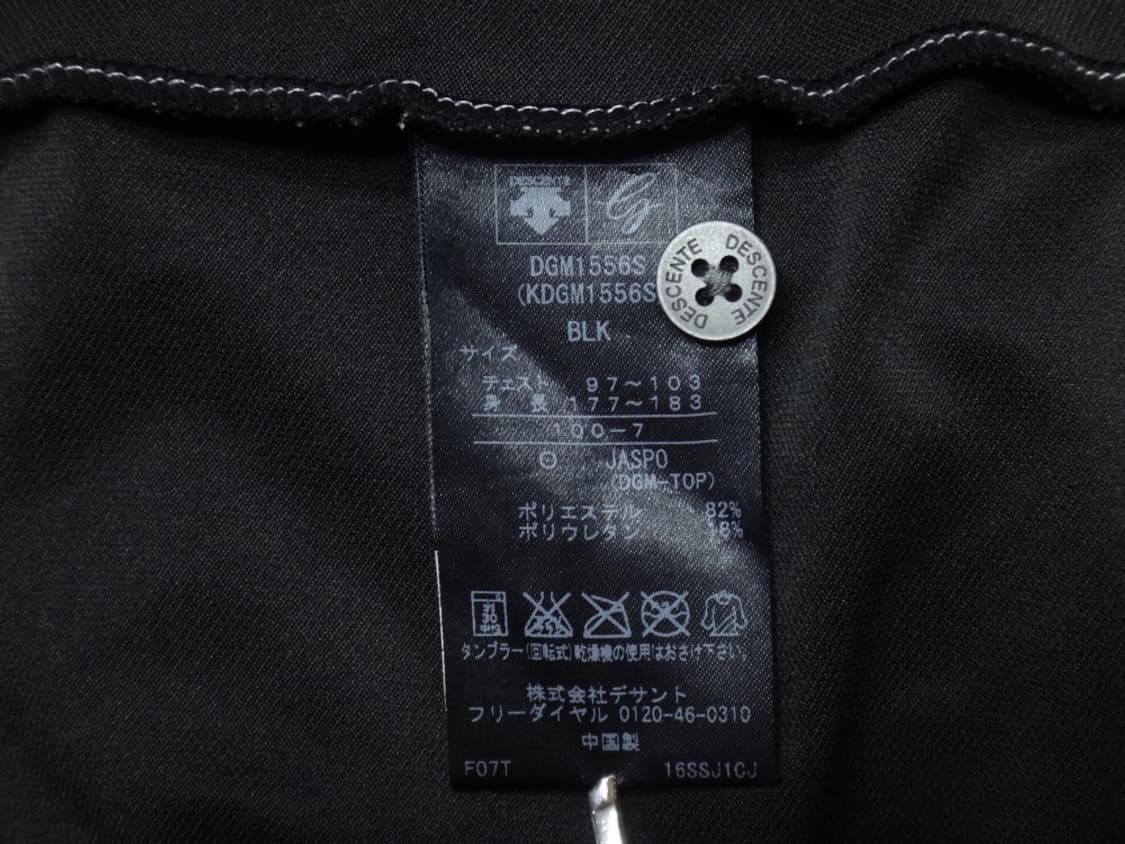 DESCENTE
G
DESCENTE DESCENTE
DGM1556S
(KDGM1556S
BLK
サイズ
チェスト 97〜103
身 長 177〜183
100-7
JASPO
(DGM-TOP)
ポリエステル 82%
ポリウレタン 18%
30
中性
タンブラー(回転式)乾燥機の使用はおさけ下さい。
株式会社デサント
フリーダイヤル 0120-46-0310
中国製
F07T 16SSJ1CJ